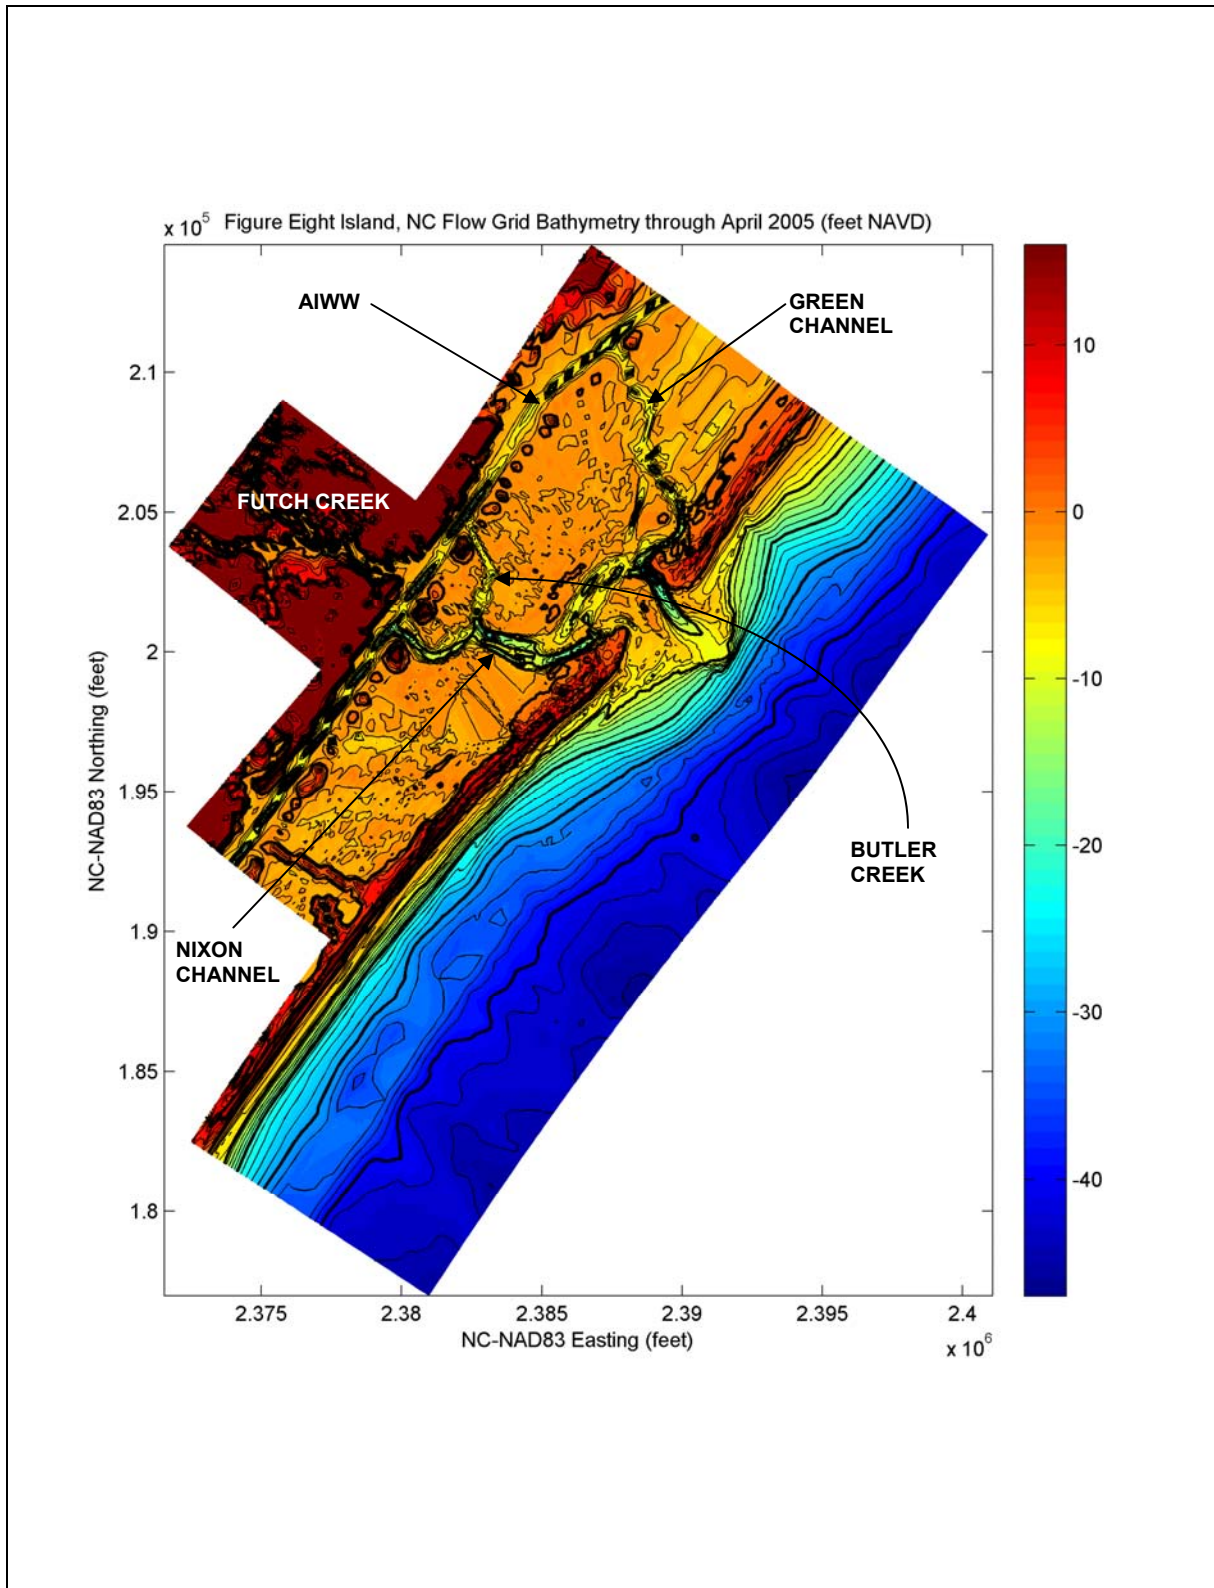 x 10^5 Figure Eight Island, NC Flow Grid Bathymetry through April 2005 (feet NAVD)
AIWW
GREEN
CHANNEL
FUTCH CREEK
BUTLER
CREEK
NIXON
CHANNEL
2.1
2.05
2
1.95
1.9
1.85
1.8
NC-NAD83 Northing (feet)
2.375 2.38 2.385 2.39 2.395 2.4
NC-NAD83 Easting (feet)
x 10^6
10
0
-10
-20
-30
-40